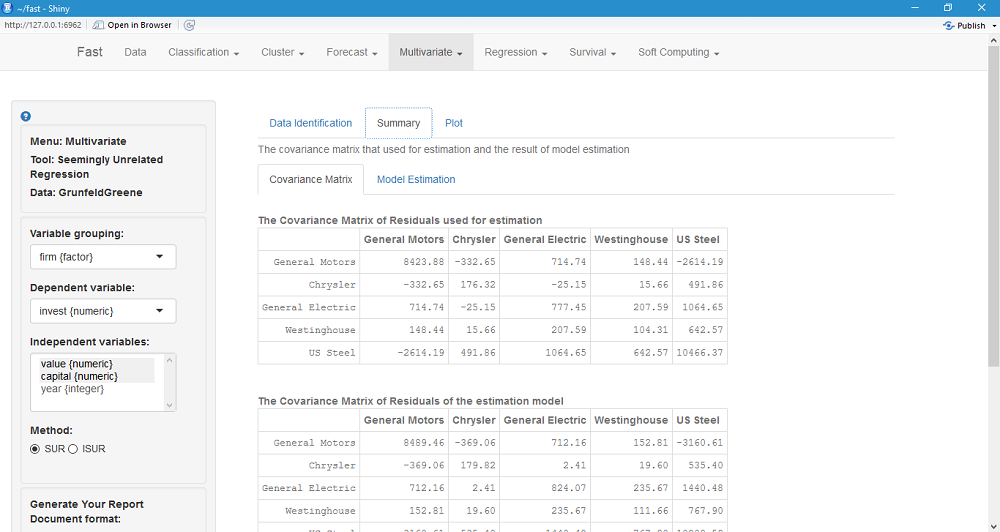 ~/fast - Shiny
http://127.0.0.1:6962 Open in Browser Publish
Fast Data Classification Cluster Forecast Multivariate Regression Survival Soft Computing
Menu: Multivariate
Tool: Seemingly Unrelated
Regression
Data: GrunfeldGreene
Variable grouping:
firm {factor}
Dependent variable:
invest {numeric}
Independent variables:
value {numeric}
capital {numeric}
year {integer}
Method:
SUR ISUR
Generate Your Report
Document format:
Data Identification Summary Plot
The covariance matrix that used for estimation and the result of model estimation
Covariance Matrix Model Estimation
The Covariance Matrix of Residuals used for estimation
General Motors Chrysler General Electric Westinghouse US Steel
General Motors 8423.88 -332.65 714.74 148.44 -2614.19
Chrysler -332.65 176.32 -25.15 15.66 491.86
General Electric 714.74 -25.15 777.45 207.59 1064.65
Westinghouse 148.44 15.66 207.59 104.31 642.57
US Steel -2614.19 491.86 1064.65 642.57 10466.37
The Covariance Matrix of Residuals of the estimation model
General Motors Chrysler General Electric Westinghouse US Steel
General Motors 8489.46 -369.06 712.16 152.81 -3160.61
Chrysler -369.06 179.82 2.41 19.60 535.40
General Electric 712.16 2.41 824.07 235.67 1440.48
Westinghouse 152.81 19.60 235.67 111.66 767.90